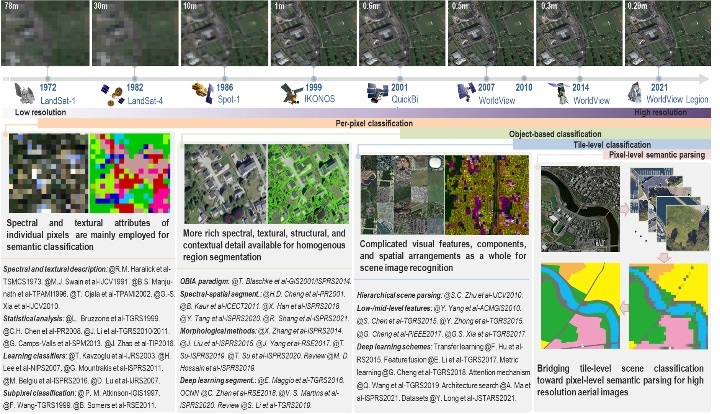 78m
30m
10m
1m
0.6m
0.5m
0.3m
0.29m
1972
LandSat-1
1982
LandSat-4
1986
Spot-1
1999
IKONOS
2001
QuickBi
2007
WorldView
2010
2014
WorldView
2021
WorldView Legion
Low resolution
High resolution
Per-pixel classification
Object-based classification
Tile-level classification
Pixel-level semantic parsing
Spectral and textural attributes of
individual pixels are mainly employed for
semantic classification
Spectral and textural description: @R.M. Haralick et al-
TSMCS1973. @M.J. Swain et al-IJCV1991. @B.S. Manju-
nath et al-TPAMI1996. @T. Ojala et al-TPAMI2002. @G.-S.
Xia et al-IJCV2010.
Statistical analysis: @L. Bruzzone et al-TGRS1999.
@C.H. Chen et al-PR2008. @J. Li et al-TGRS2010/2011.
@G. Camps-Valls et al-SPM2013. @J. Zhao et al-TIP2016.
Learning classifiers: @T. Kavzoglu et al-IJRS2003. @H.
Lee et al-NIPS2007. @G. Mountrakis et al-ISPRS2011.
@M. Belgiu et al-ISPRS2016. @D. Lu et al-IJRS2007.
Subpixel classification: @P. M. Atkinson-IGIS1997.
@F. Wang-TGRS1999. @B. Somers et al-RSE2011.
More rich spectral, textural, structural, and
contextual detail available for homogenous
region segmentation
OBIA paradigm: @T. Blaschke et al-GIS2001/ISPRS2014.
Spectral-spatial segment.: @H.D. Cheng et al-PR2001.
@B. Kaur et al-ICECT2011. @X. Han et al-ISPRS2018.
@Y. Tang et al-ISPRS2020. @R. Shang et al-ISPRS2021.
Morphological methods: @X. Zhang et al-ISPRS2014.
@J. Liu et al-ISPRS2015. @J. Yang et al-RSE2017. @T.
Su-ISPRS2019. @T. Su et al-ISPRS2020. Review @M. D.
Hossain et al-ISPRS2019.
Deep learning segment.: @E. Maggio et al-TGRS2016.
OCNN @C. Zhang et al-RSE2018. @V. S. Martins et al-
ISPRS2020. Review @S. Li et al-TGRS2019.
Complicated visual features, components,
and spatial arrangements as a whole for
scene image recognition
Hierarchical scene parsing: @S.C. Zhu et al-IJCV2010.
Low-/mid-level features: @Y. Yang et al-ACMGIS2010.
@S. Chen et al-TGRS2015. @Y. Zhong et al-TGRS2015.
@G. Cheng et al-PIEEE2017. @G.S. Xia et al-TGRS2017.
Deep learning schemes: Transfer learning @F. Hu et al-
RS2015. Feature fusion @E. Li et al-TGRS2017. Metric
learning @G. Cheng et al-TGRS2018. Attention mechanism
@Q. Wang et al-TGRS2019. Architecture search @A. Ma et
al-ISPRS2021. Datasets @Y. Long et al-JSTARS2021.
Bridging tile-level scene classification
toward pixel-level semantic parsing for high
resolution aerial images